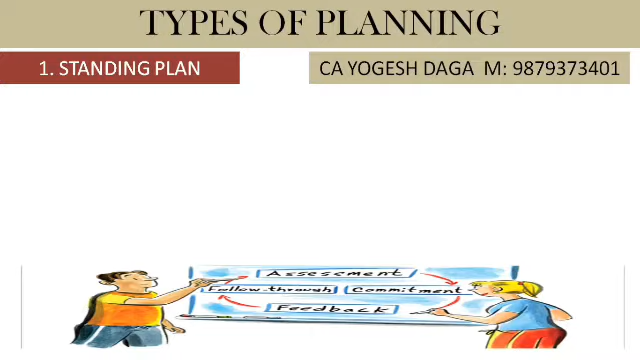 TYPES OF PLANNING
1. STANDING PLAN
CA YOGESH DAGA M: 9879373401
Assessment
Follow-through
Commitment
Feedback